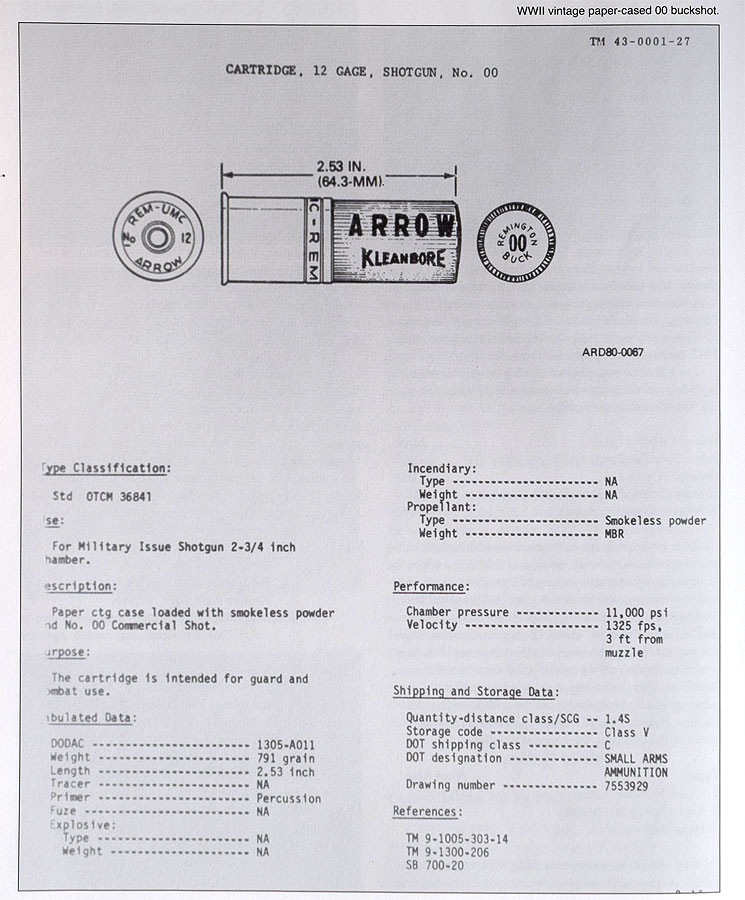 WWII vintage paper-cased 00 buckshot.
TM 43-0001-27
CARTRIDGE, 12 GAGE, SHOTGUN, No. 00
2.53 IN.
(64.3-MM)
REM-UMC
No 12
ARROW
C-REM
ARROW
KLEANBORE
REMINGTON
00
BUCK
ARD80-0067
ype Classification:
Std OTCM 36841
se:
For Military Issue Shotgun 2-3/4 inch
hamber.
escription:
Paper ctg case loaded with smokeless powder
nd No. 00 Commercial Shot.
urpose:
The cartridge is intended for guard and
ombat use.
abulated Data:
DODAC ------------------------ 1305-A011
Weight ------------------------ 791 grain
Length ------------------------ 2.53 inch
Tracer ------------------------ NA
Primer ------------------------ Percussion
Fuze -------------------------- NA
Explosive:
Type ------------------------ NA
Weight ---------------------- NA
Incendiary:
Type ----------------------- NA
Weight --------------------- NA
Propellant:
Type ----------------------- Smokeless powder
Weight --------------------- MBR
Performance:
Chamber pressure ------------- 11,000 psi
Velocity --------------------- 1325 fps,
3 ft from
muzzle
Shipping and Storage Data:
Quantity-distance class/SCG -- 1.4S
Storage code ----------------- Class V
DOT shipping class ----------- C
DOT designation -------------- SMALL ARMS
AMMUNITION
Drawing number --------------- 7553929
References:
TM 9-1005-303-14
TM 9-1300-206
SB 700-20